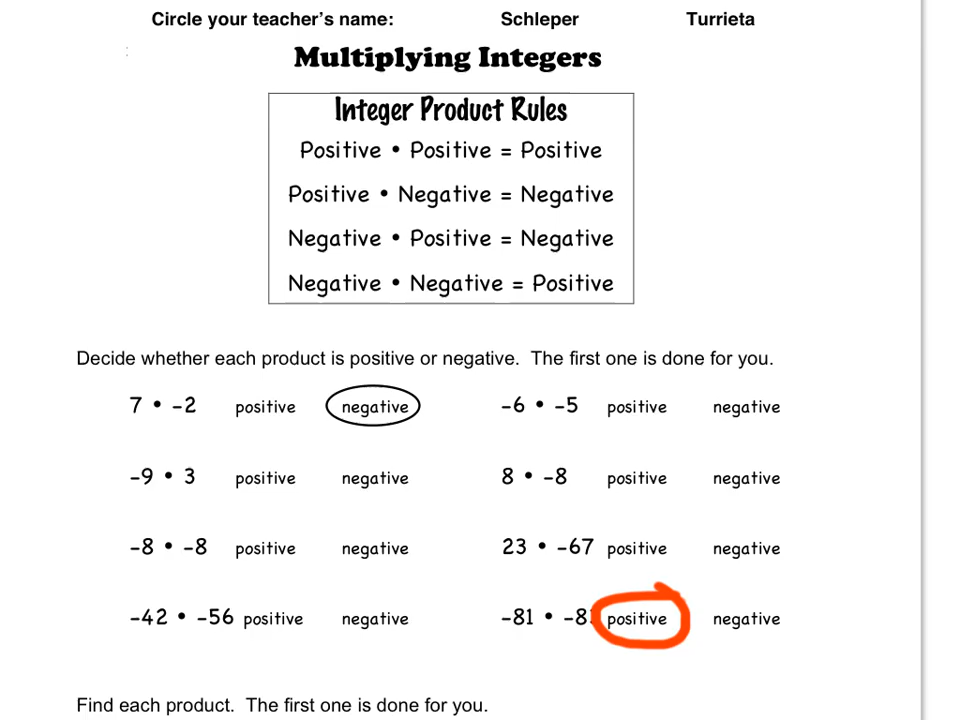 Circle your teacher's name: Schleper Turrieta
Multiplying Integers
Integer Product Rules
Positive • Positive = Positive
Positive • Negative = Negative
Negative • Positive = Negative
Negative • Negative = Positive
Decide whether each product is positive or negative. The first one is done for you.
7 • -2 positive negative -6 • -5 positive negative
-9 • 3 positive negative 8 • -8 positive negative
-8 • -8 positive negative 23 • -67 positive negative
-42 • -56 positive negative -81 • positive negative
Find each product. The first one is done for you.